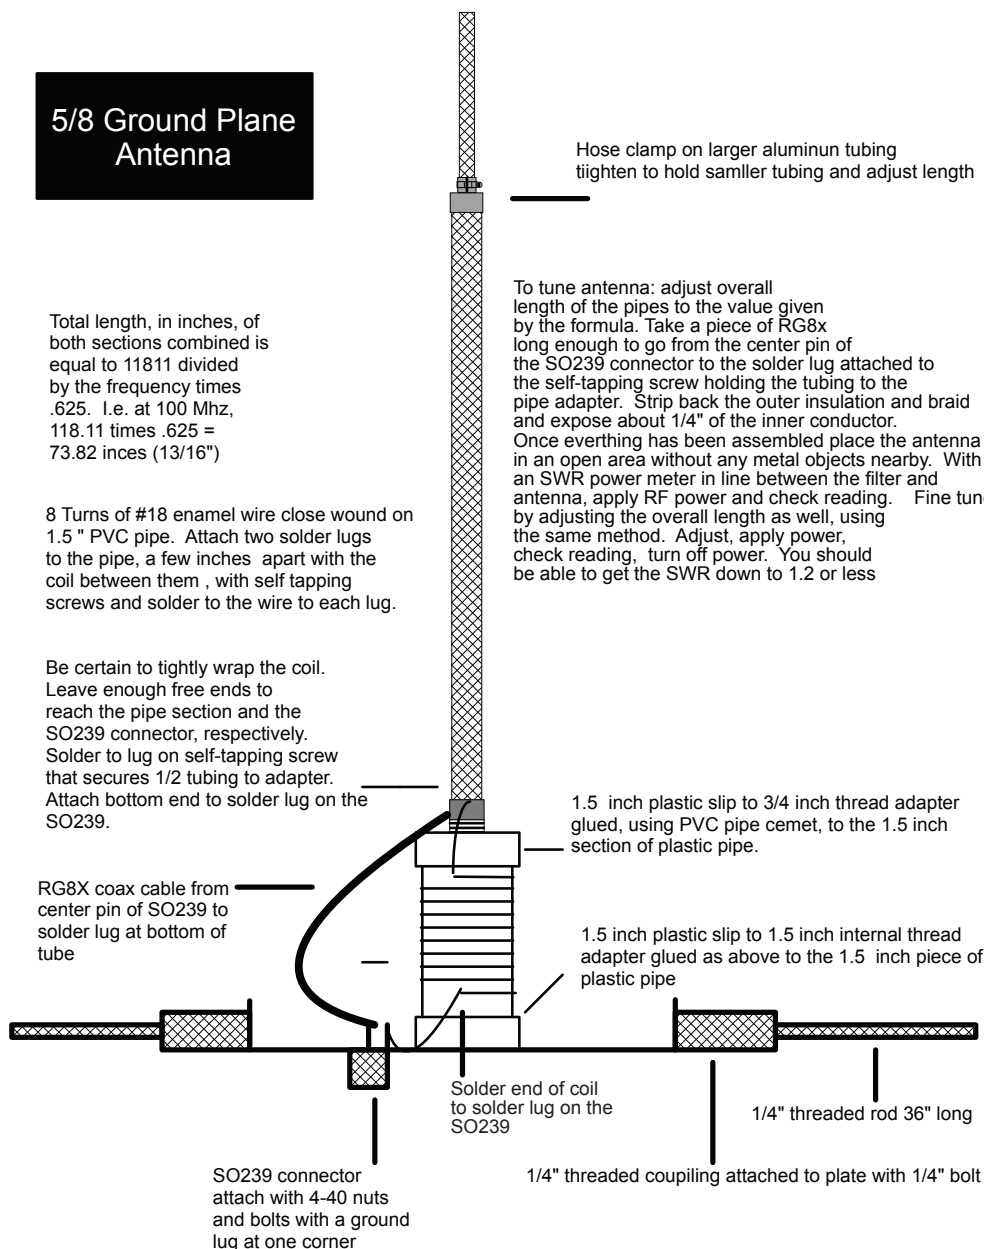 5/8 Ground Plane
Antenna
Hose clamp on larger aluminun tubing
tiighten to hold samller tubing and adjust length
Total length, in inches, of
both sections combined is
equal to 11811 divided
by the frequency times
.625.  I.e. at 100 Mhz,
118.11 times .625 =
73.82 inces (13/16")
To tune antenna: adjust overall
length of the pipes to the value given
by the formula. Take a piece of RG8x
long enough to go from the center pin of
the SO239 connector to the solder lug attached to
the self-tapping screw holding the tubing to the
pipe adapter.  Strip back the outer insulation and braid
and expose about 1/4" of the inner conductor.
Once everthing has been assembled place the antenna
in an open area without any metal objects nearby.  With
an SWR power meter in line between the filter and
antenna, apply RF power and check reading.    Fine tun
by adjusting the overall length as well, using
the same method.  Adjust, apply power,
check reading,  turn off power.  You should
be able to get the SWR down to 1.2 or less
8 Turns of #18 enamel wire close wound on
1.5 " PVC pipe.  Attach two solder lugs
to the pipe, a few inches  apart with the
coil between them , with self tapping
screws and solder to the wire to each lug.
Be certain to tightly wrap the coil.
Leave enough free ends to
reach the pipe section and the
SO239 connector, respectively.
Solder to lug on self-tapping screw
that secures 1/2 tubing to adapter.
Attach bottom end to solder lug on the
SO239.
1.5  inch plastic slip to 3/4 inch thread adapter
glued, using PVC pipe cemet, to the 1.5 inch
section of plastic pipe.
RG8X coax cable from
center pin of SO239 to
solder lug at bottom of
tube
1.5 inch plastic slip to 1.5 inch internal thread
adapter glued as above to the 1.5  inch piece of
plastic pipe
Solder end of coil
to solder lug on the
SO239
1/4" threaded rod 36" long
SO239 connector
attach with 4-40 nuts
and bolts with a ground
lug at one corner
1/4" threaded coupiling attached to plate with 1/4" bolt